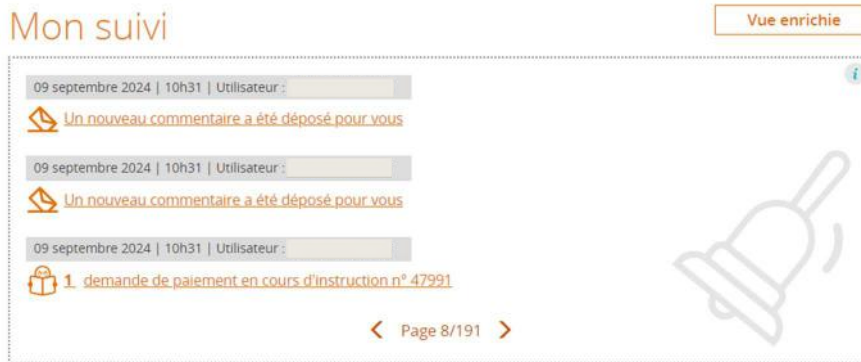 Mon suivi
Vue enrichie
i
09 septembre 2024 | 10h31 | Utilisateur :
Un nouveau commentaire a été déposé pour vous
09 septembre 2024 | 10h31 | Utilisateur :
Un nouveau commentaire a été déposé pour vous
09 septembre 2024 | 10h31 | Utilisateur :
1 demande de paiement en cours d'instruction n° 47991
Page 8/191